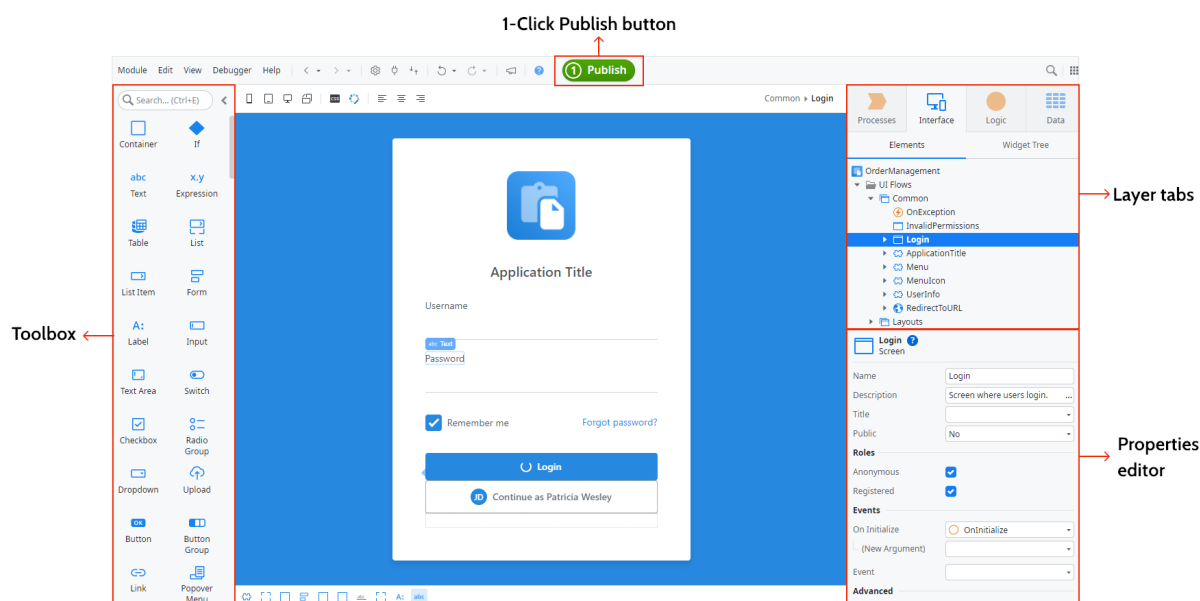 1-Click Publish button
Module Edit View Debugger Help
1 Publish
Search... (Ctrl+E)
Common Login
Processes Interface Logic Data
Container If
Elements Widget Tree
abc x.y
Text Expression
OrderManagement
UI Flows
Common
OnException
InvalidPermissions
Login
ApplicationTitle
Menu
MenuIcon
UserInfo
RedirectToURL
Layouts
Layer tabs
Table List
List Item Form
A:
Label Input
Toolbox
Text Area Switch
Checkbox Radio
Group
Dropdown Upload
OK
Button Button
Group
Link Popover
Menu
Application Title
Username
abc Text
Password
Remember me Forgot password?
Login
JD Continue as Patricia Wesley
A: abc
Login ?
Screen
Name Login
Description Screen where users login. ...
Title
Public No
Roles
Anonymous
Registered
Events
On Initialize OnInitialize
(New Argument)
Event
Advanced
Properties
editor